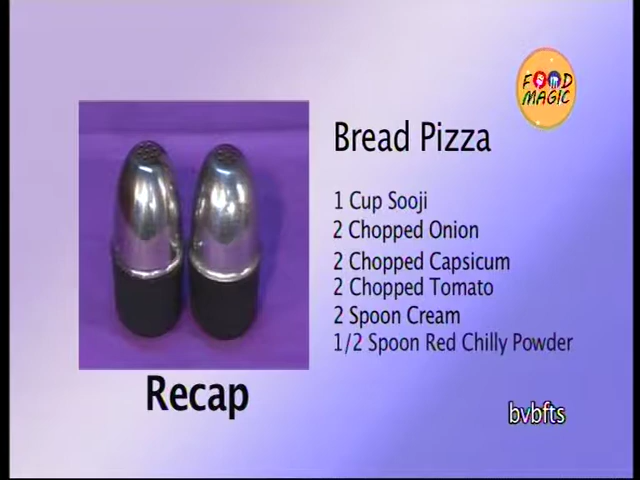 FOOD
MAGIC
Bread Pizza
1 Cup Sooji
2 Chopped Onion
2 Chopped Capsicum
2 Chopped Tomato
2 Spoon Cream
1/2 Spoon Red Chilly Powder
Recap
bvbfts